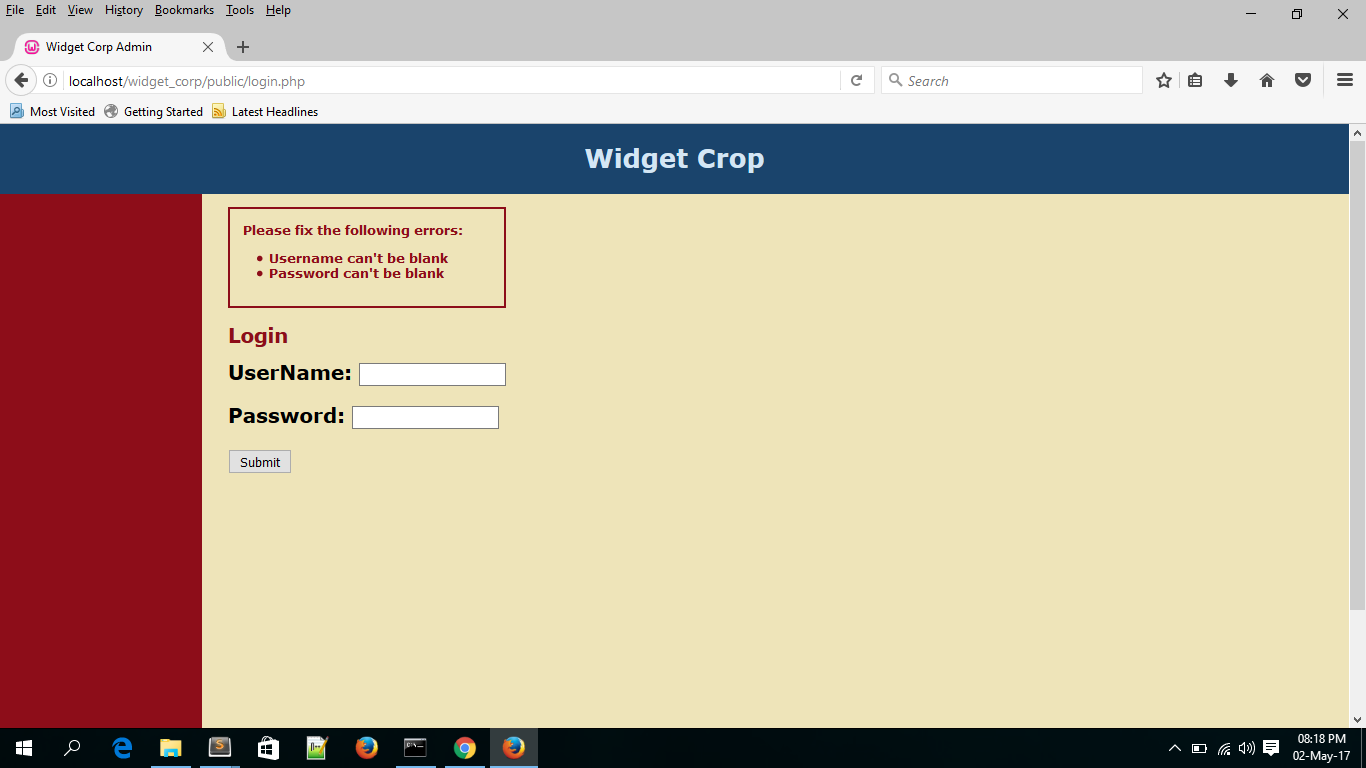 File Edit View History Bookmarks Tools Help
Widget Corp Admin
localhost/widget_corp/public/login.php
Search
Most Visited Getting Started Latest Headlines
Widget Crop
Please fix the following errors:
• Username can't be blank
• Password can't be blank
Login
UserName:
Password:
Submit
08:18 PM
02-May-17